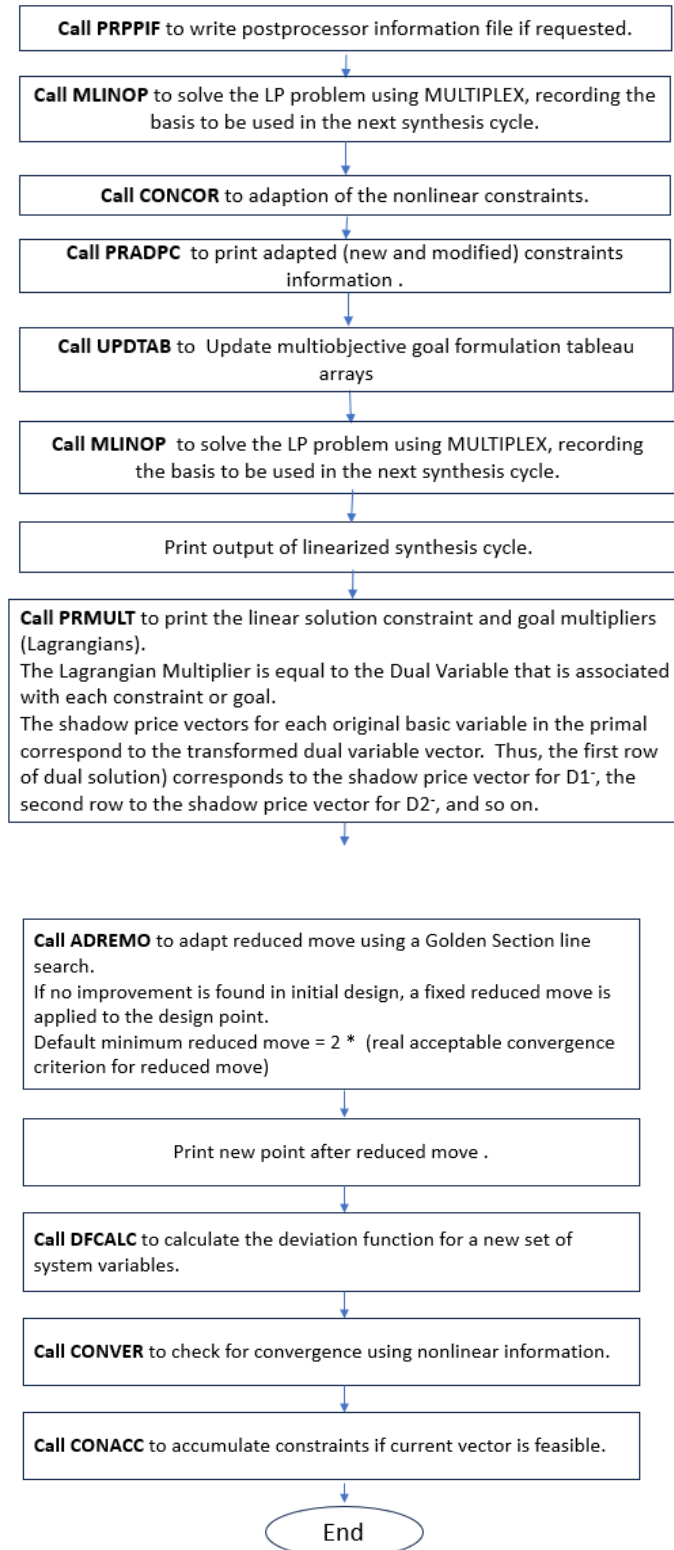 Call PRPPIF to write postprocessor information file if requested.
Call MLINOP to solve the LP problem using MULTIPLEX, recording the
basis to be used in the next synthesis cycle.
Call CONCOR to adaption of the nonlinear constraints.
Call PRADPC to print adapted (new and modified) constraints
information .
Call UPDTAB to Update multiobjective goal formulation tableau
arrays
Call MLINOP to solve the LP problem using MULTIPLEX, recording
the basis to be used in the next synthesis cycle.
Print output of linearized synthesis cycle.
Call PRMULT to print the linear solution constraint and goal multipliers
(Lagrangians).
The Lagrangian Multiplier is equal to the Dual Variable that is associated
with each constraint or goal.
The shadow price vectors for each original basic variable in the primal
correspond to the transformed dual variable vector. Thus, the first row
of dual solution) corresponds to the shadow price vector for D1⁻, the
second row to the shadow price vector for D2⁻, and so on.
Call ADREMO to adapt reduced move using a Golden Section line
search.
If no improvement is found in initial design, a fixed reduced move is
applied to the design point.
Default minimum reduced move = 2 * (real acceptable convergence
criterion for reduced move)
Print new point after reduced move .
Call DFCALC to calculate the deviation function for a new set of
system variables.
Call CONVER to check for convergence using nonlinear information.
Call CONACC to accumulate constraints if current vector is feasible.
End